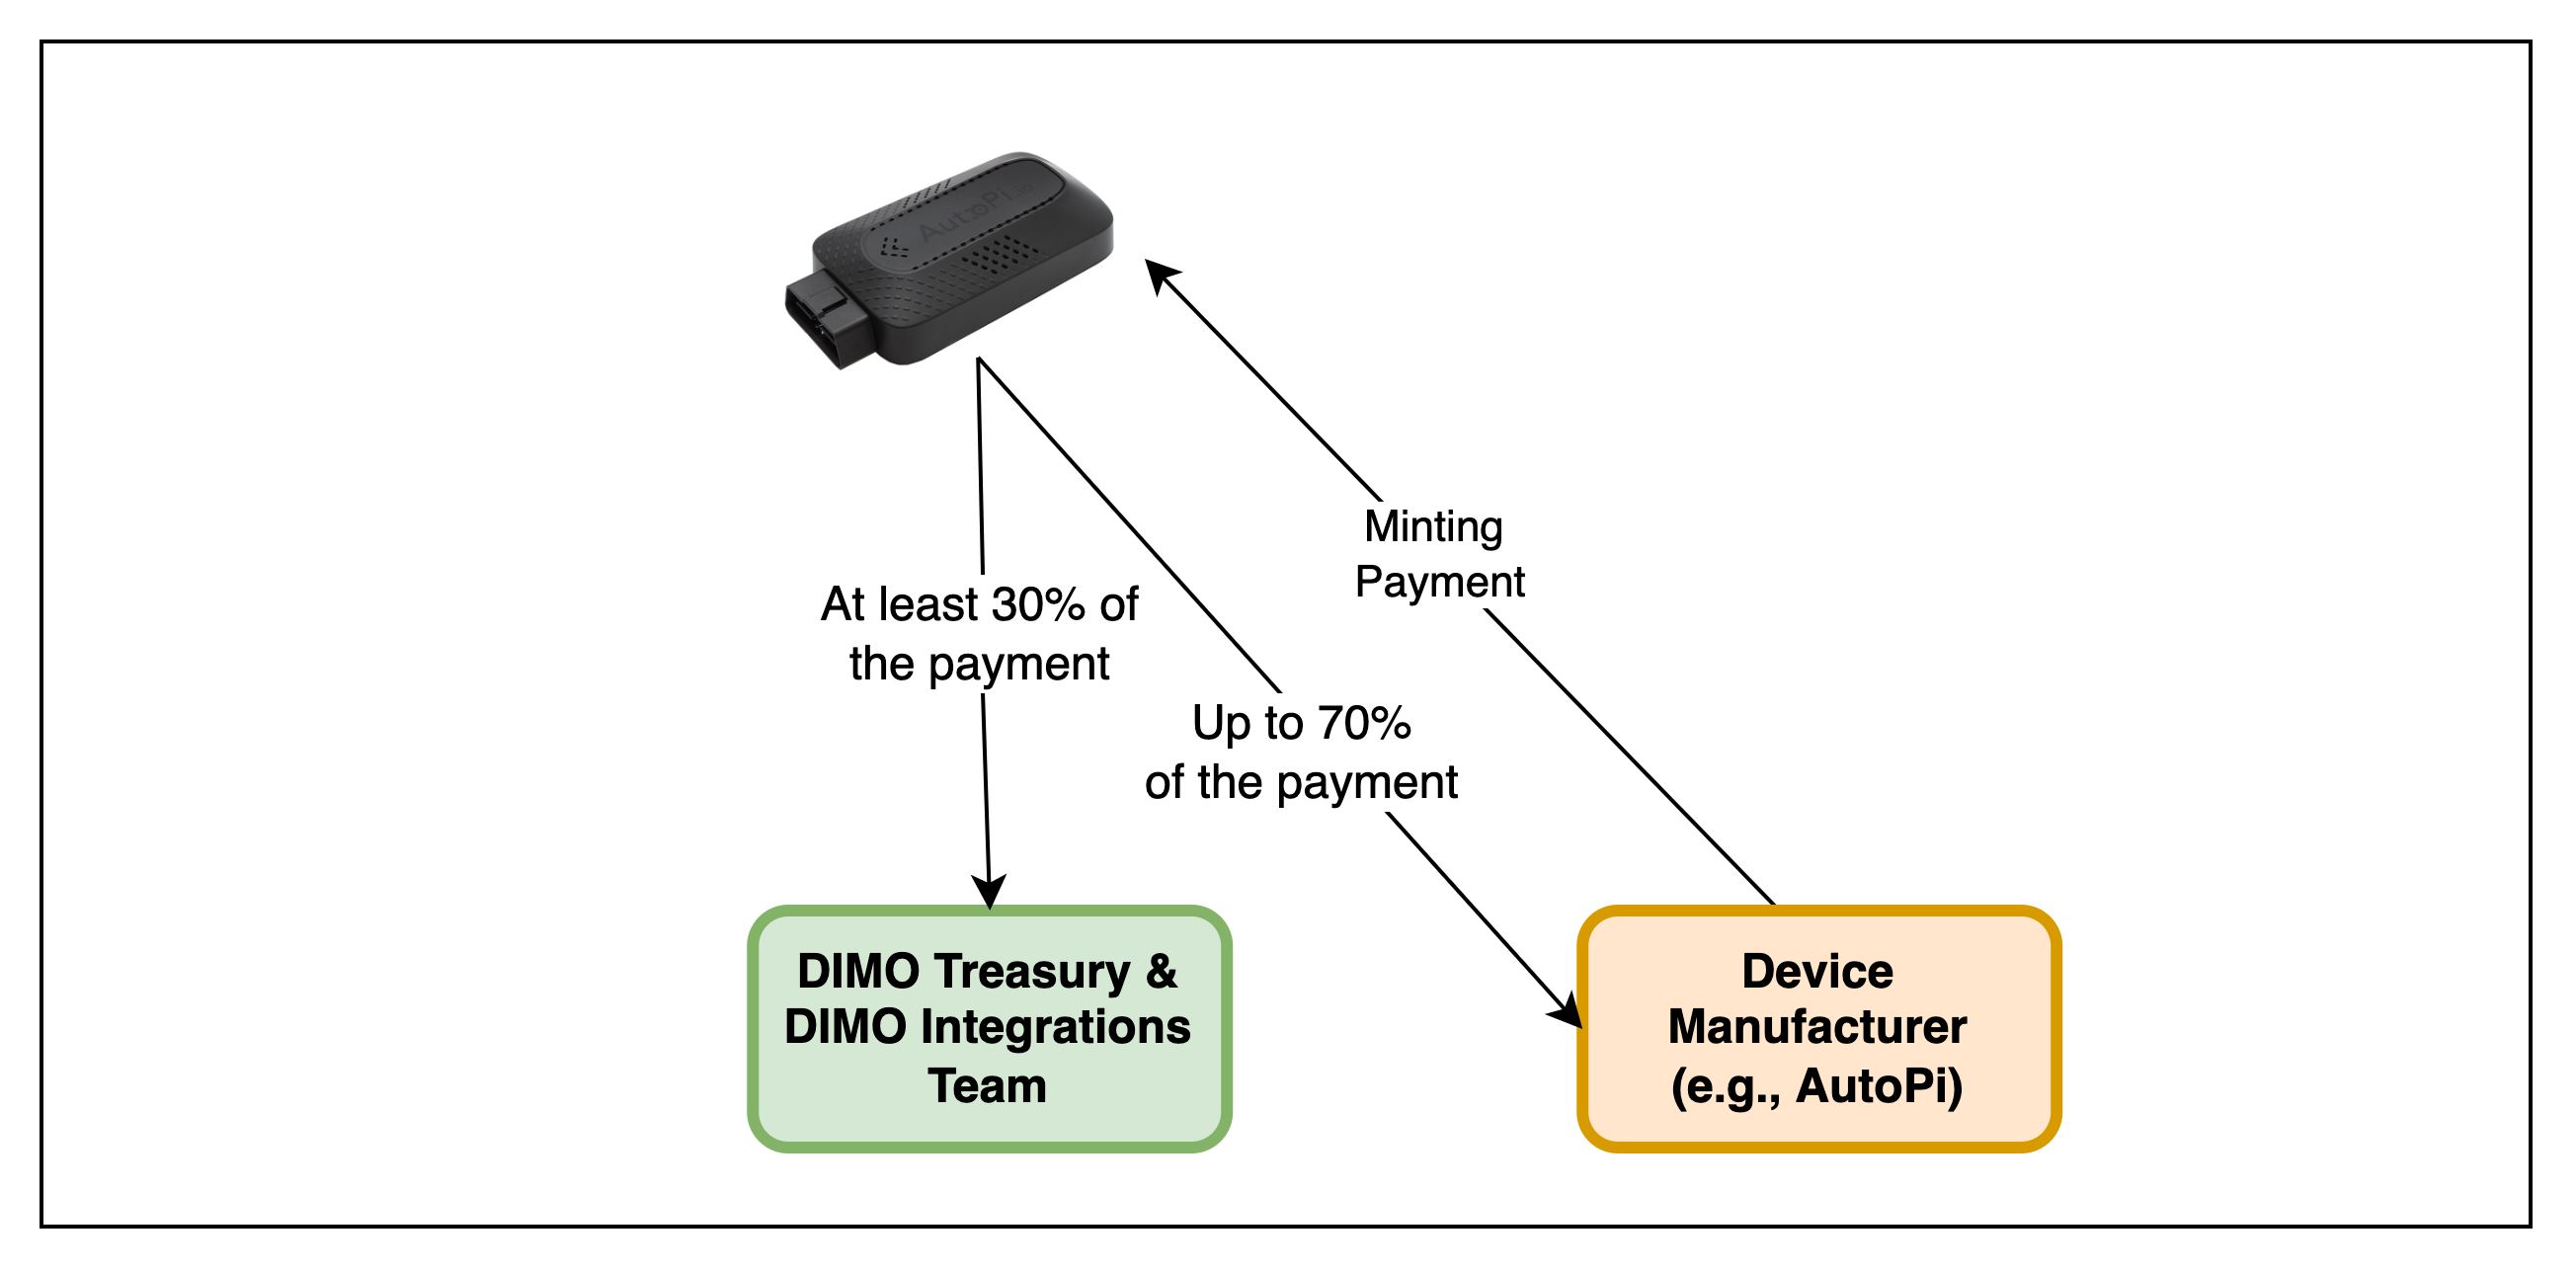 AutoPi
Minting
Payment
At least 30% of
the payment
Up to 70%
of the payment
DIMO Treasury &
DIMO Integrations
Team
Device
Manufacturer
(e.g., AutoPi)